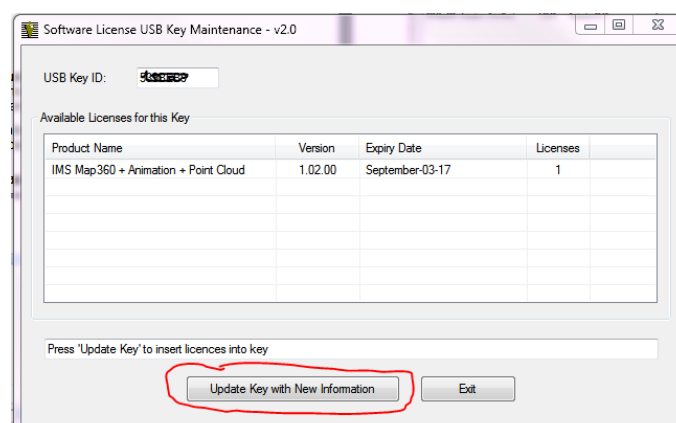 Software License USB Key Maintenance - v2.0
USB Key ID:
Available Licenses for this Key
Product Name Version Expiry Date Licenses
IMS Map360 + Animation + Point Cloud 1.02.00 September-03-17 1
Press 'Update Key' to insert licences into key
Update Key with New Information Exit